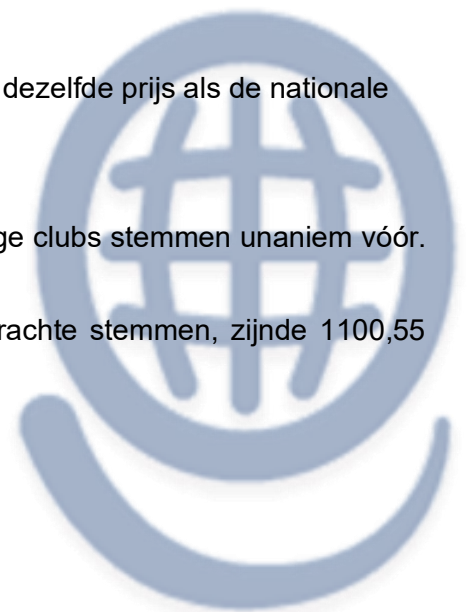 dezelfde prijs als de nationale
ge clubs stemmen unaniem vóór.
rachte stemmen, zijnde 1100,55